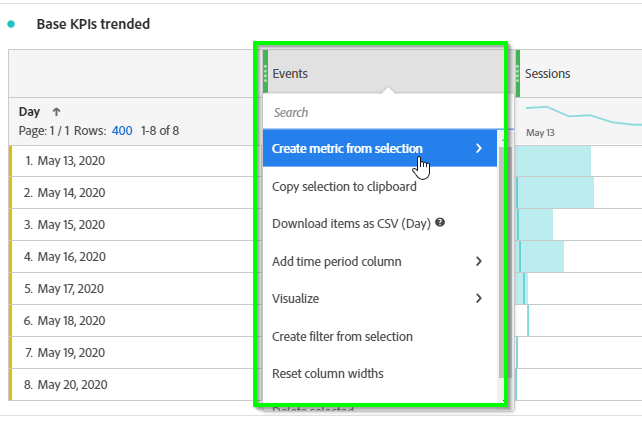 Base KPIs trended
Events
Sessions
Search
Day ↑
Page: 1 / 1 Rows: 400 1-8 of 8
May 13
Create metric from selection
Copy selection to clipboard
Download items as CSV (Day)
Add time period column
Visualize
Create filter from selection
Reset column widths
Delete selected
1. May 13, 2020
2. May 14, 2020
3. May 15, 2020
4. May 16, 2020
5. May 17, 2020
6. May 18, 2020
7. May 19, 2020
8. May 20, 2020